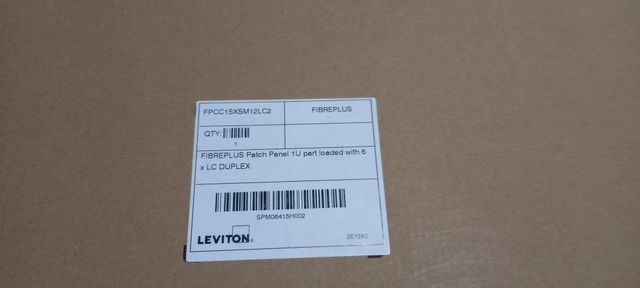 FPCC1SXSM12LC2
FIBREPLUS
QTY:
1
FIBREPLUS Patch Panel 1U part loaded with 6
x LC DUPLEX
SPM06415H002
LEVITON®
2E12A0